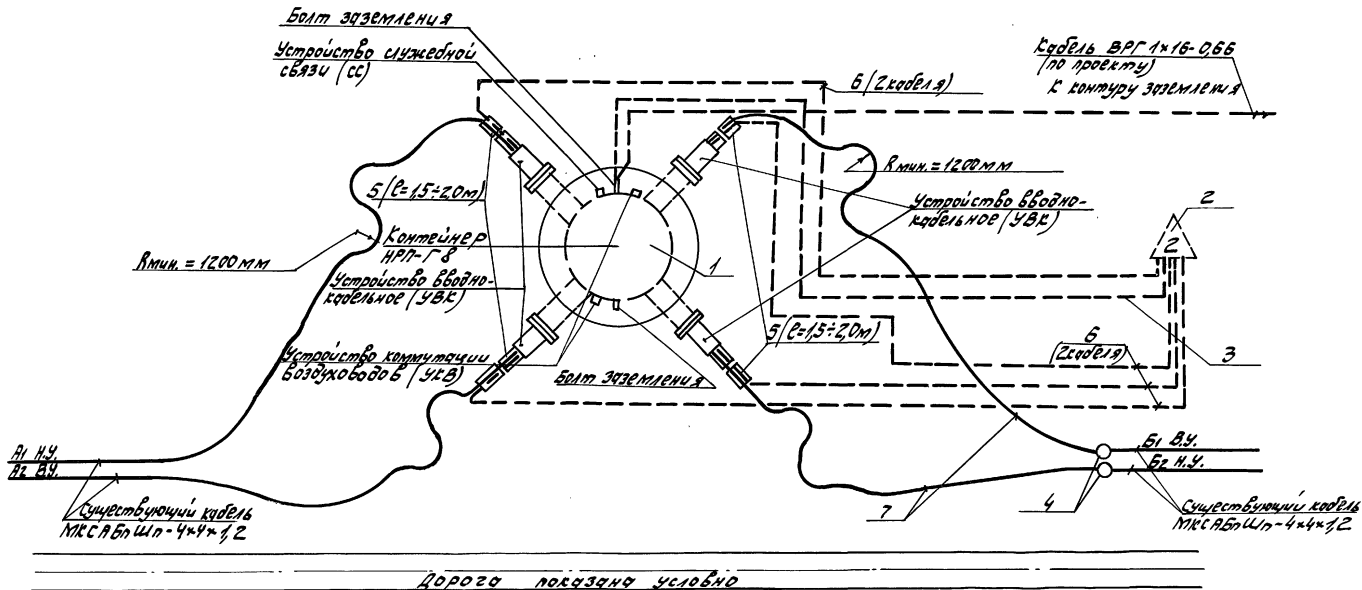 Болт заземления
Устройство служебной
связи (СС)
Кабель ВРГ 1×16-0,66
(по проекту)
К контуру заземления
6 (2 кабеля)
Rмин. = 1200 мм
5 (ℓ=1,5÷2,0м)
Устройство вводно-
кабельное (УВК)
2
2
Контейнер
НРП-Г8
1
Rмин. = 1200 мм
Устройство вводно-
кабельное (УВК)
5 (ℓ=1,5÷2,0м)
Устройство коммутации
воздуховодов (УКВ)
Болт заземления
6
(2кабеля)
3
А1 Н.У.
А2 В.У.
Б1 В.У.
Б2 Н.У.
Существующий кабель
МКСАБпШп-4×4×1,2
7
4
Существующий кабель
МКСАБпШп-4×4×1,2
Дорога показана условно